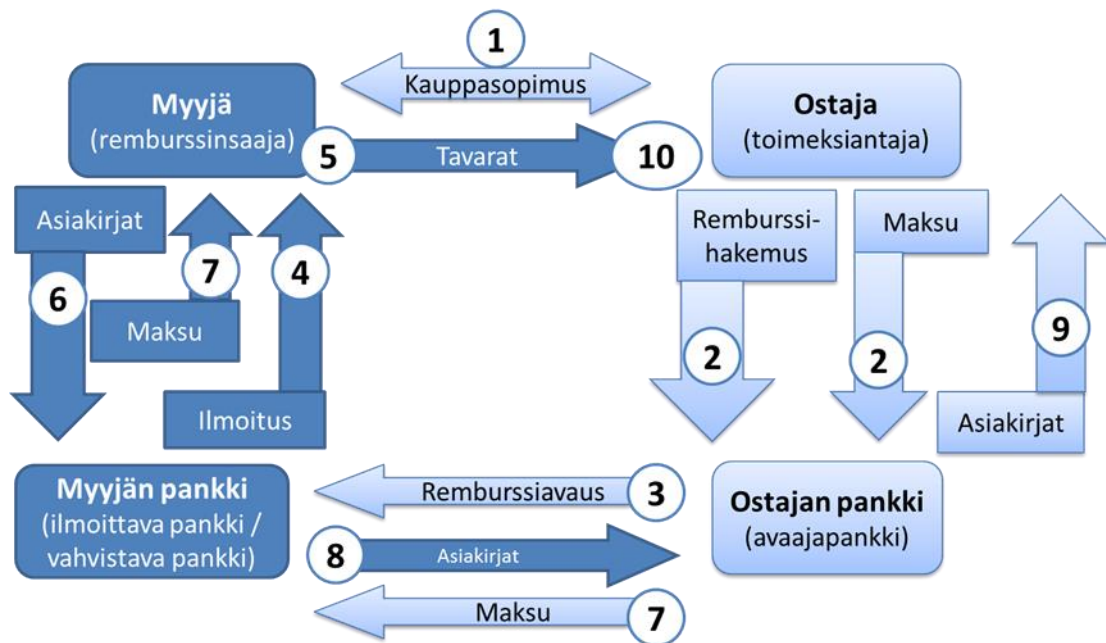 1
Kauppasopimus
Myyjä
(remburssinsaaja)
Ostaja
(toimeksiantaja)
5
Tavarat
10
Asiakirjat
6
7
Maksu
4
Ilmoitus
Remburssi-
hakemus
2
Maksu
2
9
Asiakirjat
Myyjän pankki
(ilmoittava pankki /
vahvistava pankki)
Remburssiavaus
3
8
Asiakirjat
Maksu
7
Ostajan pankki
(avaajapankki)